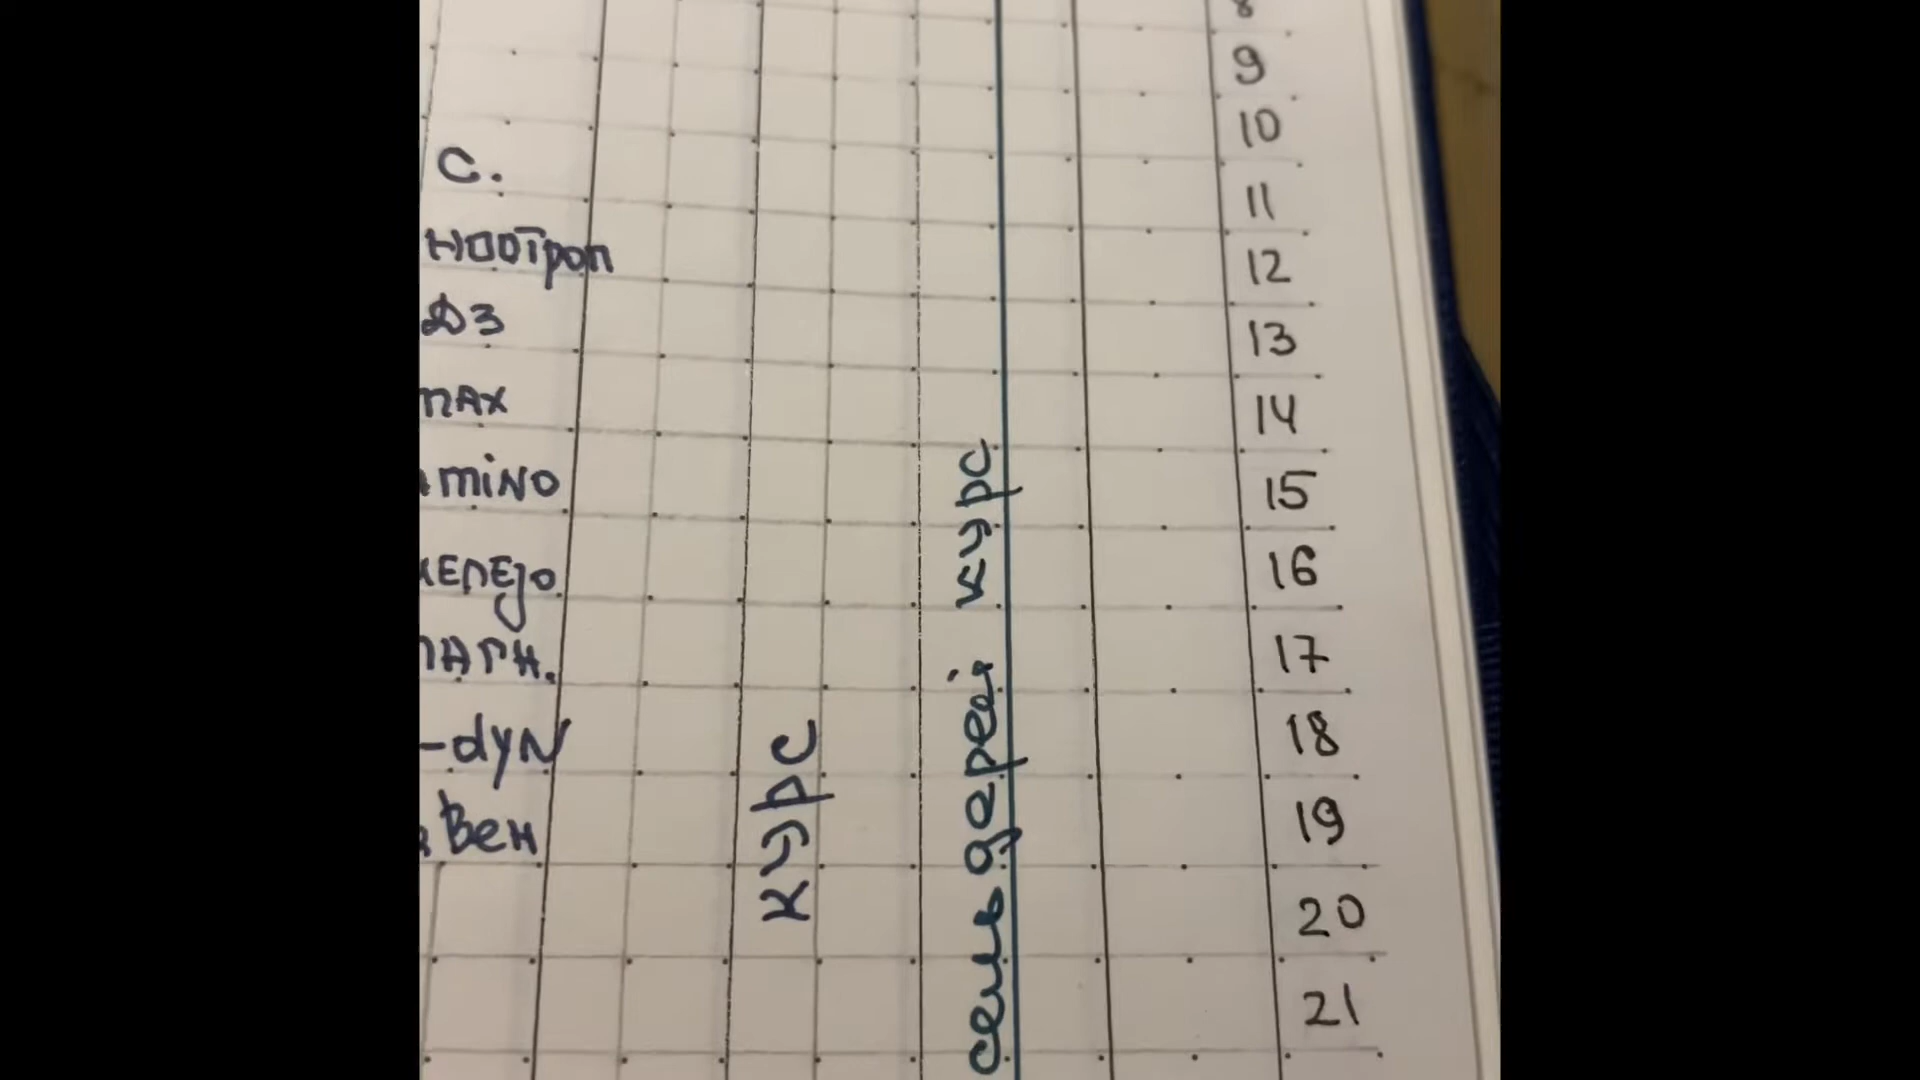 С.
ноотроп
Д3
max
amino
железо.
магн.
-dyN
вен
курс
сельдерей курс
9
10
11
12
13
14
15
16
17
18
19
20
21